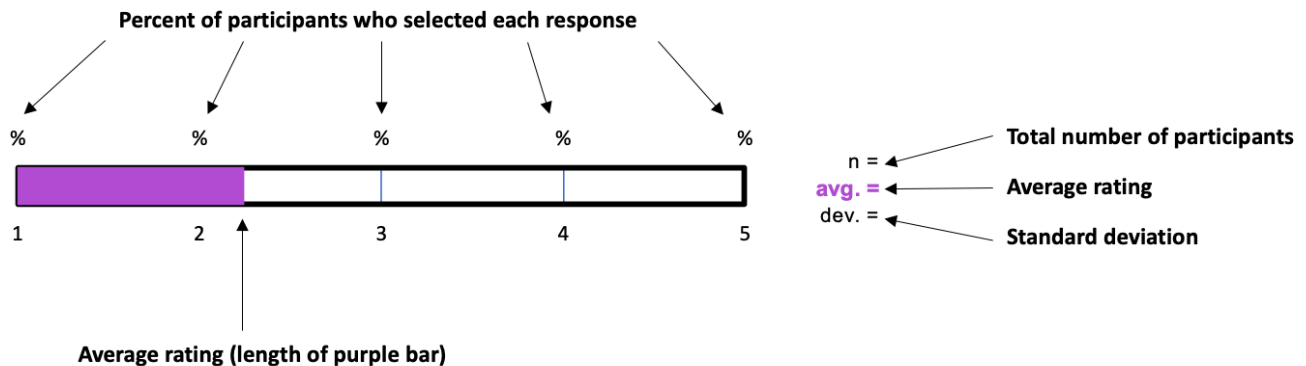 Percent of participants who selected each response
% % % % %
1 2 3 4 5
Average rating (length of purple bar)
n =
avg. =
dev. =
Total number of participants
Average rating
Standard deviation